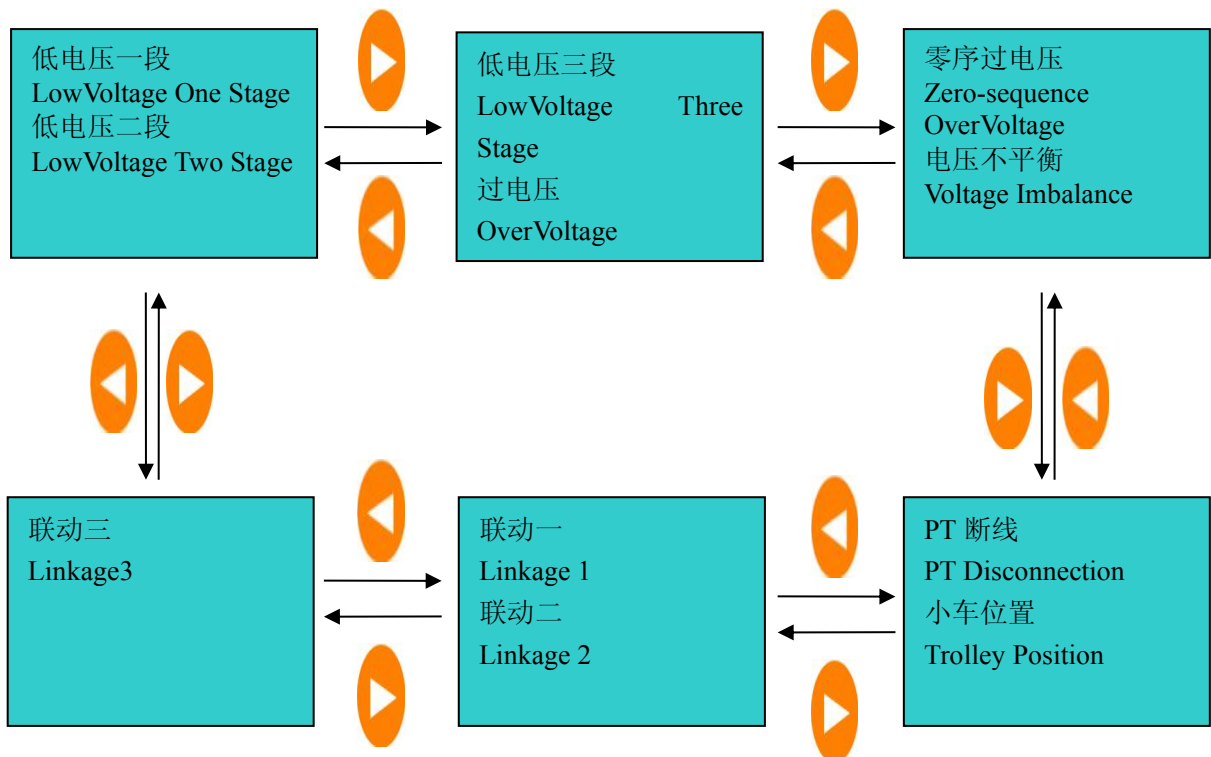 低电压一段
LowVoltage One Stage
低电压二段
LowVoltage Two Stage
低电压三段
LowVoltage Three
Stage
过电压
OverVoltage
零序过电压
Zero-sequence
OverVoltage
电压不平衡
Voltage Imbalance
联动三
Linkage3
联动一
Linkage 1
联动二
Linkage 2
PT 断线
PT Disconnection
小车位置
Trolley Position